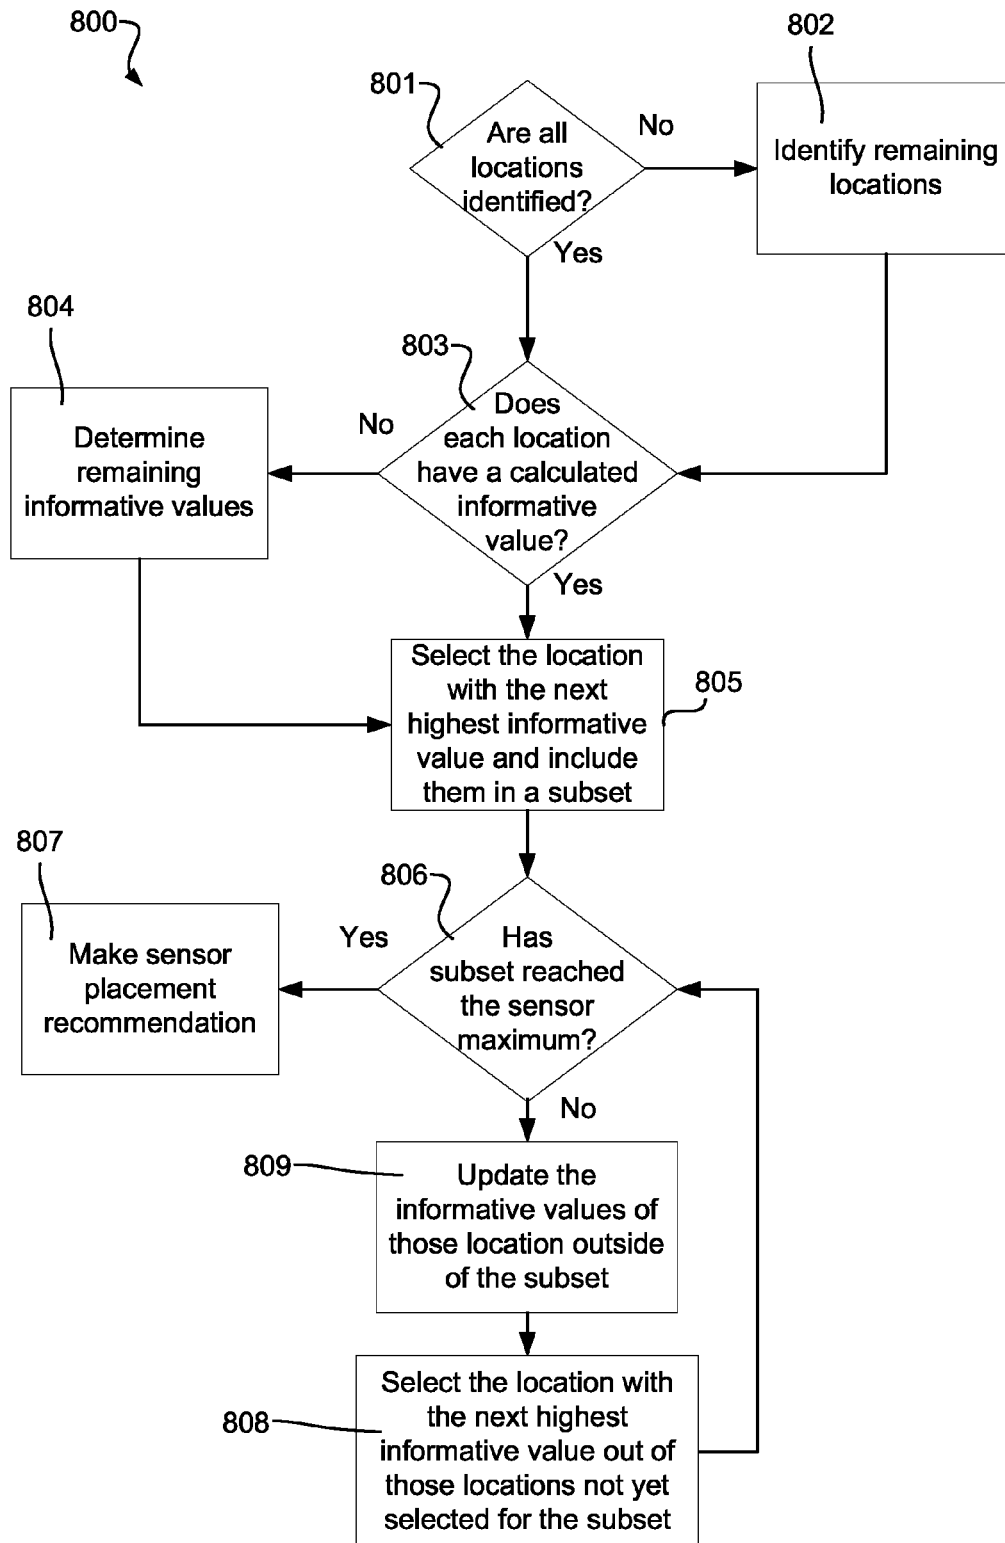 800
801
802
Are all
locations
identified?
No
Identify remaining
locations
Yes
804
803
Does
each location
have a calculated
informative
value?
No
Determine
remaining
informative values
Yes
Select the location
with the next
highest informative
value and include
them in a subset
805
807
806
Yes
Has
subset reached
the sensor
maximum?
Make sensor
placement
recommendation
No
809
Update the
informative values of
those location outside
of the subset
808
Select the location with
the next highest
informative value out of
those locations not yet
selected for the subset